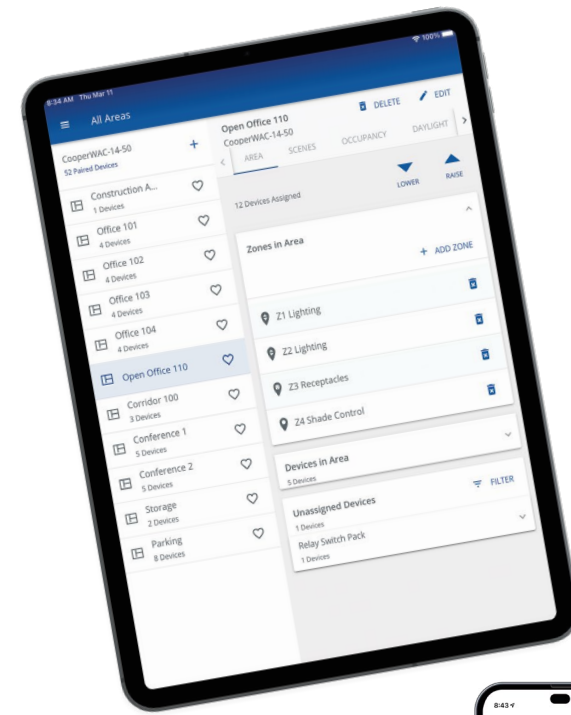 8:34 AM Thu Mar 11
100%
All Areas
CooperWAC-14-50
52 Paired Devices
+
Construction A...
1 Devices
Office 101
4 Devices
Office 102
4 Devices
Office 103
4 Devices
Office 104
4 Devices
Open Office 110
Corridor 100
3 Devices
Conference 1
5 Devices
Conference 2
5 Devices
Storage
2 Devices
Parking
8 Devices
Open Office 110
CooperWAC-14-50
DELETE
EDIT
AREA SCENES OCCUPANCY DAYLIGHT
12 Devices Assigned
LOWER
RAISE
Zones in Area
+ ADD ZONE
Z1 Lighting
Z2 Lighting
Z3 Receptacles
Z4 Shade Control
Devices in Area
5 Devices
Unassigned Devices
1 Devices
FILTER
Relay Switch Pack
1 Devices
8:43